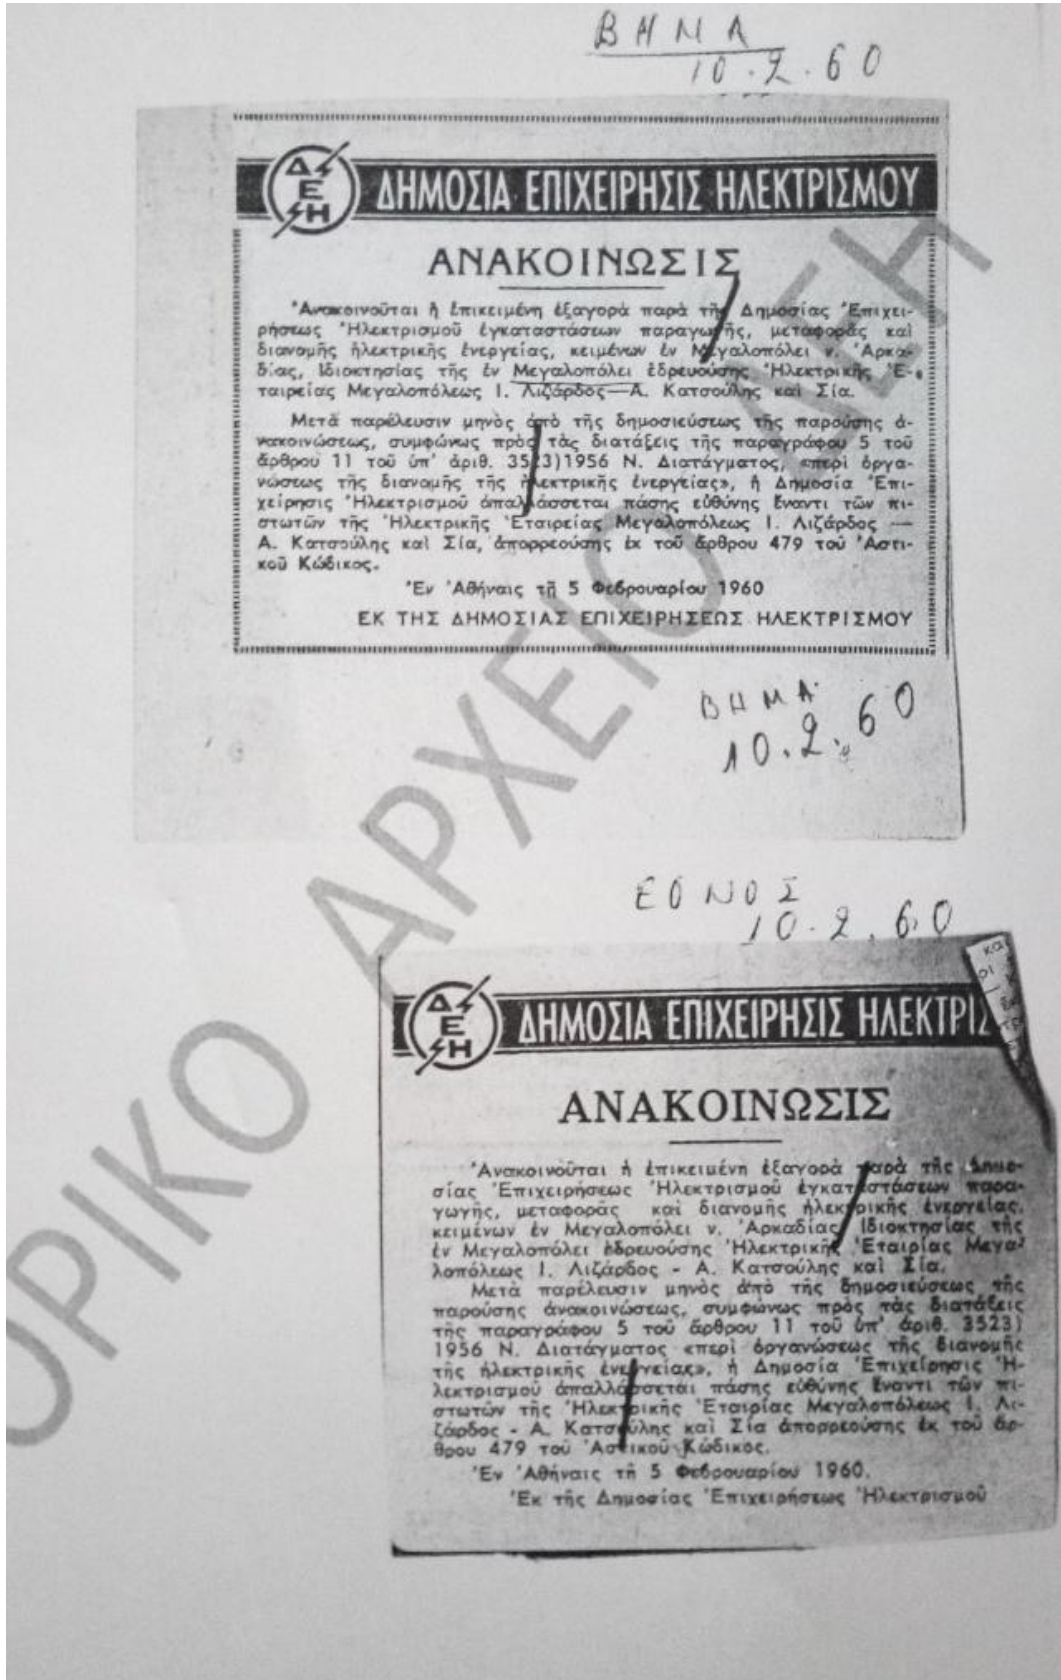 ΒΗΜΑ
10.2.60
ΔΕΗ
ΔΗΜΟΣΙΑ ΕΠΙΧΕΙΡΗΣΙΣ ΗΛΕΚΤΡΙΣΜΟΥ
ΑΝΑΚΟΙΝΩΣΙΣ
Ἀνακοινοῦται ἡ ἐπικειμένη ἐξαγορὰ παρὰ τῆς Δημοσίας Ἐπιχει-
ρήσεως Ἠλεκτρισμοῦ ἐγκαταστάσεων παραγωγῆς, μεταφορᾶς καὶ
διανομῆς ἠλεκτρικῆς ἐνεργείας, κειμένων ἐν Μεγαλοπόλει ν. Ἀρκα-
δίας, Ἰδιοκτησίας τῆς ἐν Μεγαλοπόλει ἑδρευούσης Ἠλεκτρικῆς Ἐ-
ταιρείας Μεγαλοπόλεως Ι. Λιζάρδος—Α. Κατσούλης καὶ Σία.
Μετὰ παρέλευσιν μηνὸς ἀπὸ τῆς δημοσιεύσεως τῆς παρούσης ἀ-
νακοινώσεως, συμφώνως πρὸς τὰς διατάξεις τῆς παραγράφου 5 τοῦ
ἄρθρου 11 τοῦ ὑπ' ἀριθ. 3523)1956 Ν. Διατάγματος, «περὶ ὀργα-
νώσεως τῆς διανομῆς τῆς ἠλεκτρικῆς ἐνεργείας», ἡ Δημοσία Ἐπι-
χείρησις Ἠλεκτρισμοῦ ἀπαλλάσσεται πάσης εὐθύνης ἔναντι τῶν πι-
στωτῶν τῆς Ἠλεκτρικῆς Ἑταιρείας Μεγαλοπόλεως Ι. Λιζάρδος —
Α. Κατσούλης καὶ Σία, ἀπορρεούσης ἐκ τοῦ ἄρθρου 479 τοῦ Ἀστι-
κοῦ Κώδικος.
Ἐν Ἀθήναις τῇ 5 Φεβρουαρίου 1960
ΕΚ ΤΗΣ ΔΗΜΟΣΙΑΣ ΕΠΙΧΕΙΡΗΣΕΩΣ ΗΛΕΚΤΡΙΣΜΟΥ
ΒΗΜΑ
10.2.60
ΕΘΝΟΣ
10.2.60
ΔΕΗ
ΔΗΜΟΣΙΑ ΕΠΙΧΕΙΡΗΣΙΣ ΗΛΕΚΤΡΙΣ
ΑΝΑΚΟΙΝΩΣΙΣ
Ἀνακοινοῦται ἡ ἐπικειμένη ἐξαγορὰ παρὰ τῆς Δημο-
σίας Ἐπιχειρήσεως Ἠλεκτρισμοῦ ἐγκαταστάσεων παρα-
γωγῆς, μεταφορᾶς καὶ διανομῆς ἠλεκτρικῆς ἐνεργείας,
κειμένων ἐν Μεγαλοπόλει ν. Ἀρκαδίας, Ἰδιοκτησίας τῆς
ἐν Μεγαλοπόλει ἑδρευούσης Ἠλεκτρικῆς Ἑταιρίας Μεγα-
λοπόλεως Ι. Λιζάρδος - Α. Κατσούλης καὶ Σία.
Μετὰ παρέλευσιν μηνὸς ἀπὸ τῆς δημοσιεύσεως τῆς
παρούσης ἀνακοινώσεως, συμφώνως πρὸς τὰς διατάξεις
τῆς παραγράφου 5 τοῦ ἄρθρου 11 τοῦ ὑπ' ἀριθ. 3523)
1956 Ν. Διατάγματος «περὶ ὀργανώσεως τῆς διανομῆς
τῆς ἠλεκτρικῆς ἐνεργείας», ἡ Δημοσία Ἐπιχείρησις Ἠ-
λεκτρισμοῦ ἀπαλλάσσεται πάσης εὐθύνης ἔναντι τῶν πι-
στωτῶν τῆς Ἠλεκτρικῆς Ἑταιρίας Μεγαλοπόλεως Ι. Λι-
ζάρδος - Α. Κατσούλης καὶ Σία ἀπορρεούσης ἐκ τοῦ ἄρ-
θρου 479 τοῦ Ἀστικοῦ Κώδικος.
Ἐν Ἀθήναις τῇ 5 Φεβρουαρίου 1960.
Ἐκ τῆς Δημοσίας Ἐπιχειρήσεως Ἠλεκτρισμοῦ
ΟΡΙΚΟ ΑΡΧΕΙΟ ΔΕΗ